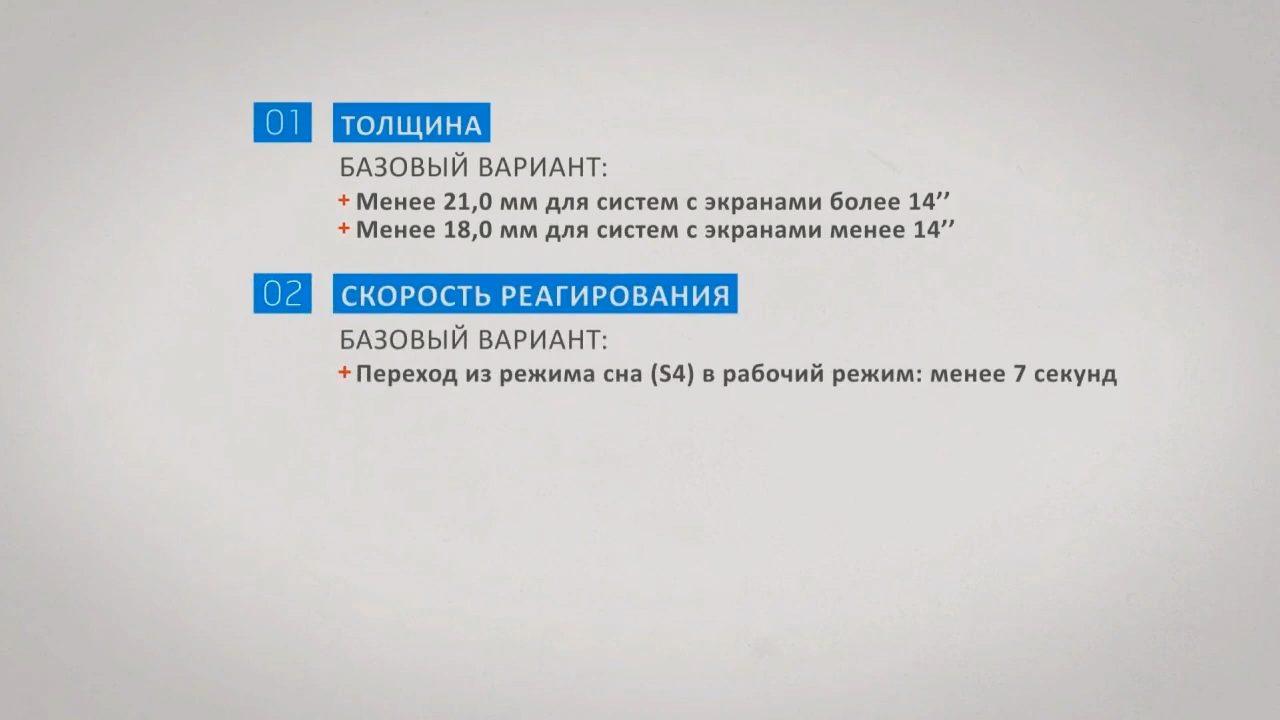 01 ТОЛЩИНА
БАЗОВЫЙ ВАРИАНТ:
+ Менее 21,0 мм для систем с экранами более 14’’
+ Менее 18,0 мм для систем с экранами менее 14’’
02 СКОРОСТЬ РЕАГИРОВАНИЯ
БАЗОВЫЙ ВАРИАНТ:
+ Переход из режима сна (S4) в рабочий режим: менее 7 секунд